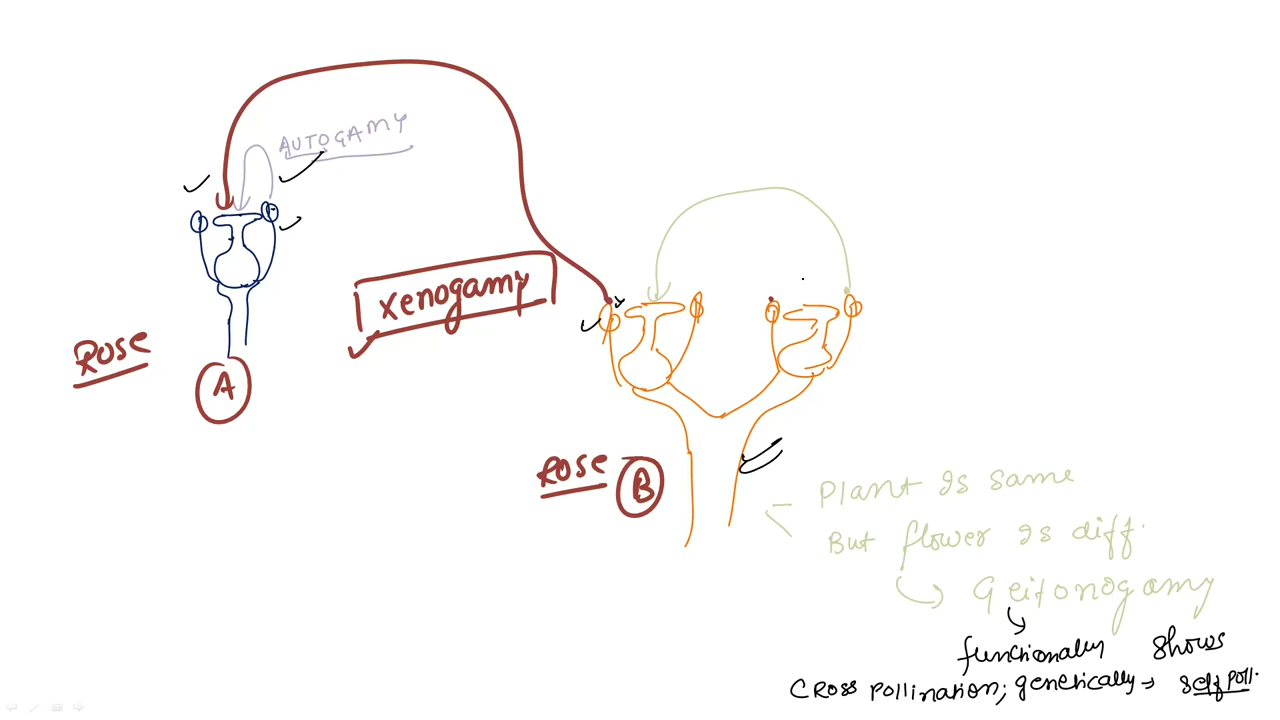 AUTOGAMY
xenogamy
Rose
A
Rose B
Plant Is same
But flower Is diff.
Geitonogamy
functionally shows
CROSS Pollination; genetically → self poll.